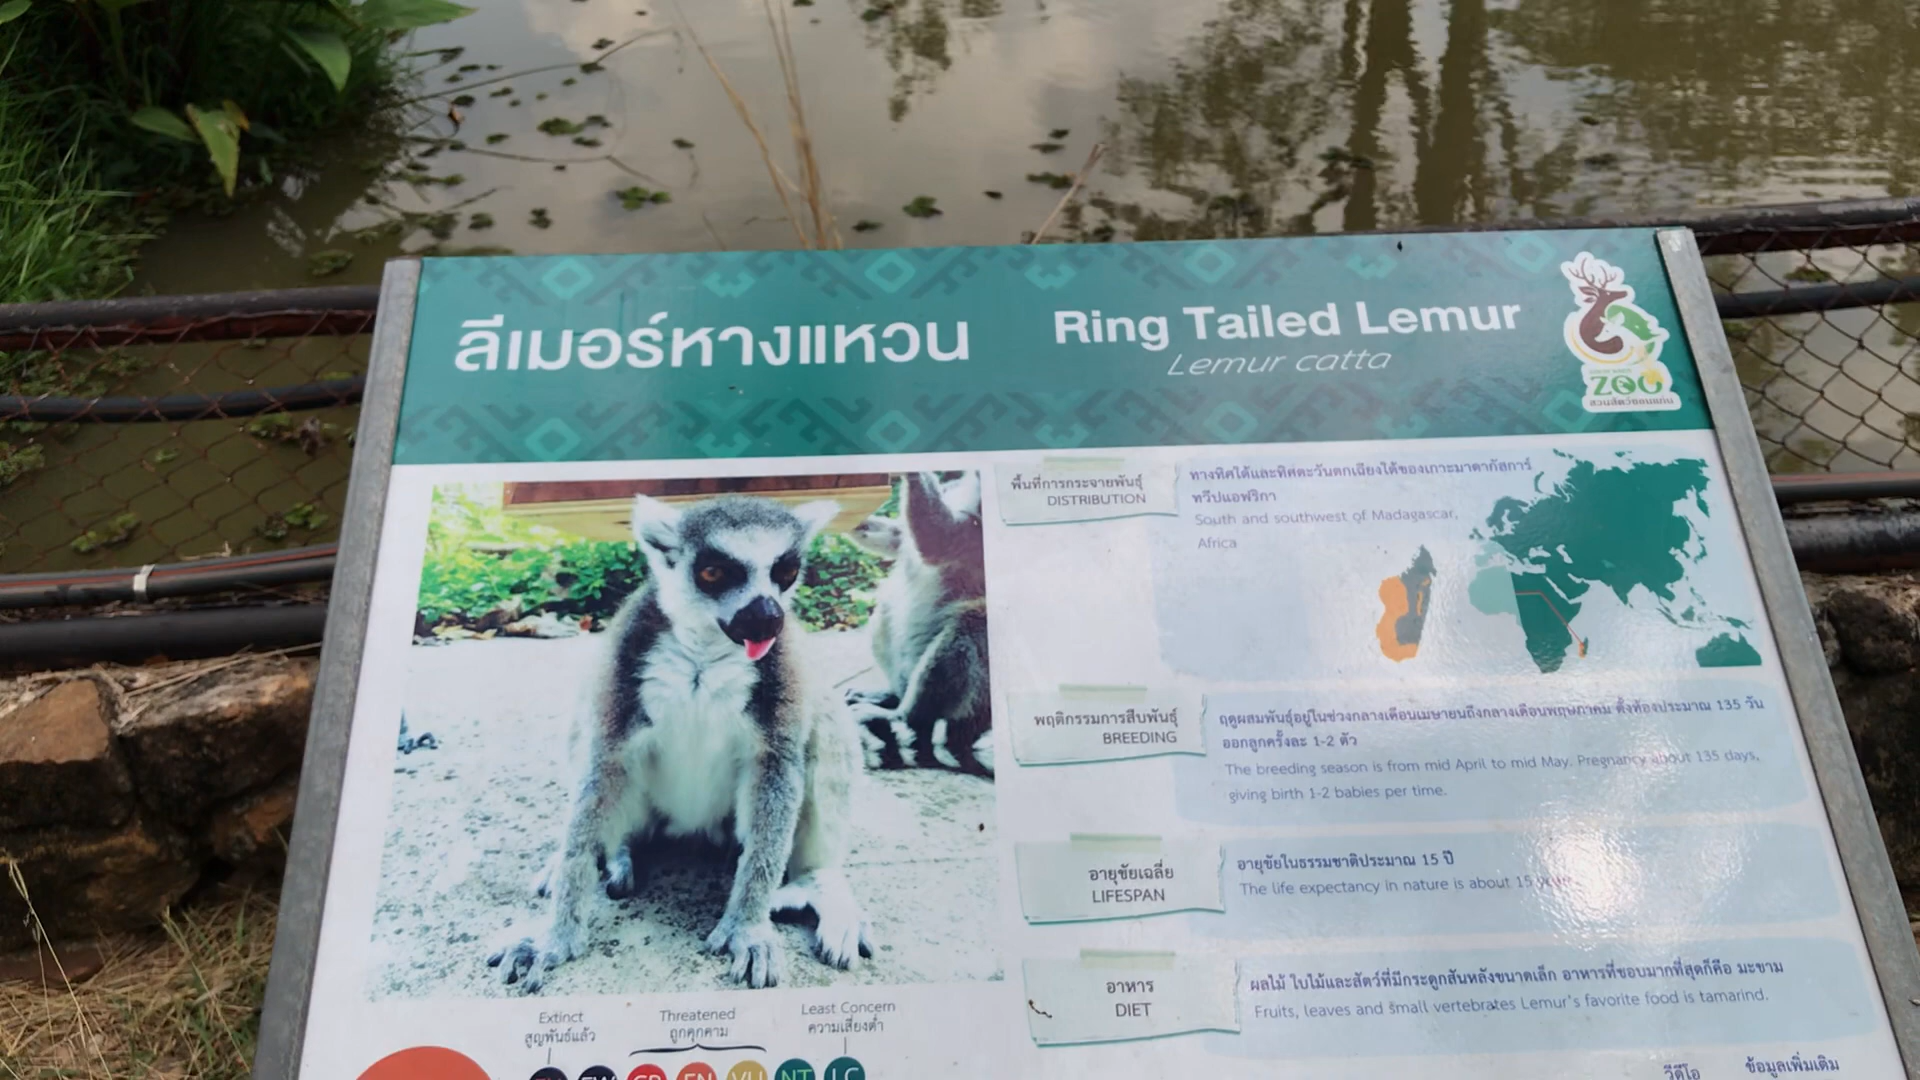 ลีเมอร์หางแหวน
Ring Tailed Lemur
Lemur catta
ZOO
สวนสัตว์ขอนแก่น
พื้นที่การกระจายพันธุ์
DISTRIBUTION
ทางทิศใต้และทิศตะวันตกเฉียงใต้ของเกาะมาดากัสการ์
ทวีปแอฟริกา
South and southwest of Madagascar,
Africa
พฤติกรรมการสืบพันธุ์
BREEDING
ฤดูผสมพันธุ์อยู่ในช่วงกลางเดือนเมษายนถึงกลางเดือนพฤษภาคม ตั้งท้องประมาณ 135 วัน
ออกลูกครั้งละ 1-2 ตัว
The breeding season is from mid April to mid May. Pregnancy about 135 days,
giving birth 1-2 babies per time.
อายุขัยเฉลี่ย
LIFESPAN
อายุขัยในธรรมชาติประมาณ 15 ปี
The life expectancy in nature is about 15
อาหาร
DIET
ผลไม้ ใบไม้และสัตว์ที่มีกระดูกสันหลังขนาดเล็ก อาหารที่ชอบมากที่สุดก็คือ มะขาม
Fruits, leaves and small vertebrates Lemur's favorite food is tamarind.
Extinct
สูญพันธ์แล้ว
Threatened
ถูกคุกคาม
Least Concern
ความเสี่ยงต่ำ
EX EW CR EN VU NT LC
วีดีโอ
ข้อมูลเพิ่มเติม